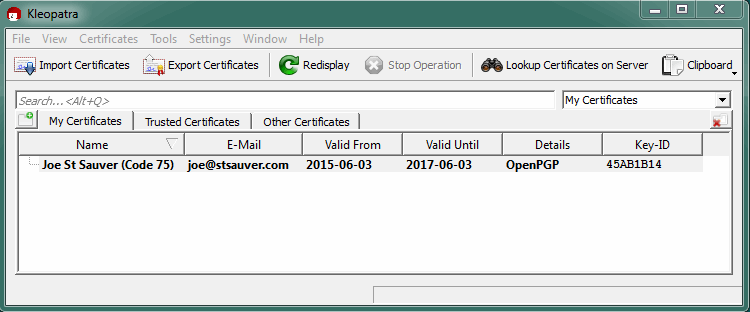 Kleopatra
File View Certificates Tools Settings Window Help
Import Certificates Export Certificates Redisplay Stop Operation Lookup Certificates on Server Clipboard
Search...<Alt+Q> My Certificates
My Certificates Trusted Certificates Other Certificates
Name E-Mail Valid From Valid Until Details Key-ID
Joe St Sauver (Code 75) joe@stsauver.com 2015-06-03 2017-06-03 OpenPGP 45AB1B14